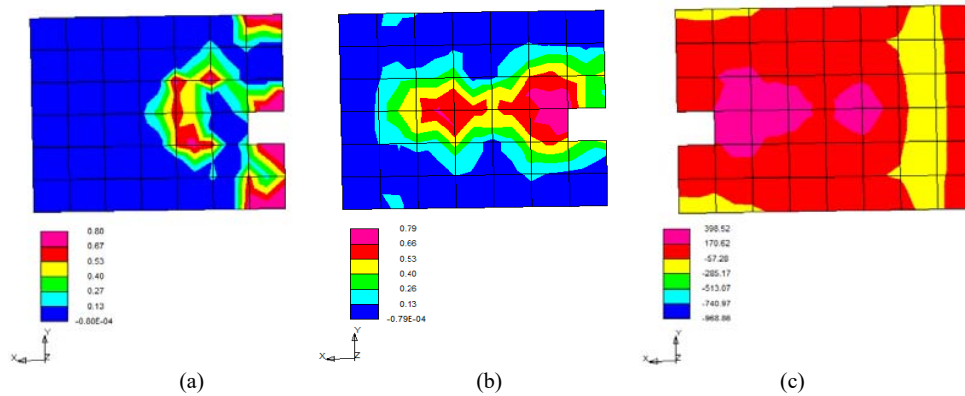 0.80
0.67
0.53
0.40
0.27
0.13
-0.80E-04
Y
X
Z
(a)
0.79
0.66
0.53
0.40
0.26
0.13
-0.79E-04
Y
X
Z
(b)
398.52
170.62
-57.28
-285.17
-513.07
-740.97
-968.86
Y
X
Z
(c)